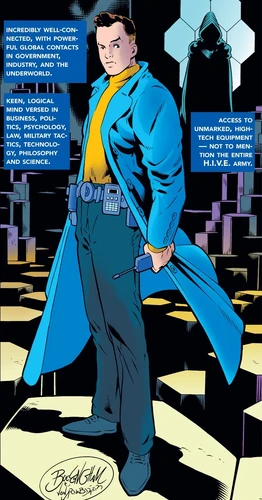 INCREDIBLY WELL-CON-
NECTED, WITH POWER-
FUL GLOBAL CONTACTS
IN GOVERNMENT,
INDUSTRY, AND THE
UNDERWORLD.
KEEN, LOGICAL
MIND VERSED IN
BUSINESS, POLI-
TICS, PSYCHOLOGY,
LAW, MILITARY TAC-
TICS, TECHNOLO-
GY, PHILOSOPHY
AND SCIENCE.
ACCESS TO
UNMARKED, HIGH-
TECH EQUIPMENT
— NOT TO MEN-
TION THE ENTIRE
H.I.V.E. ARMY.